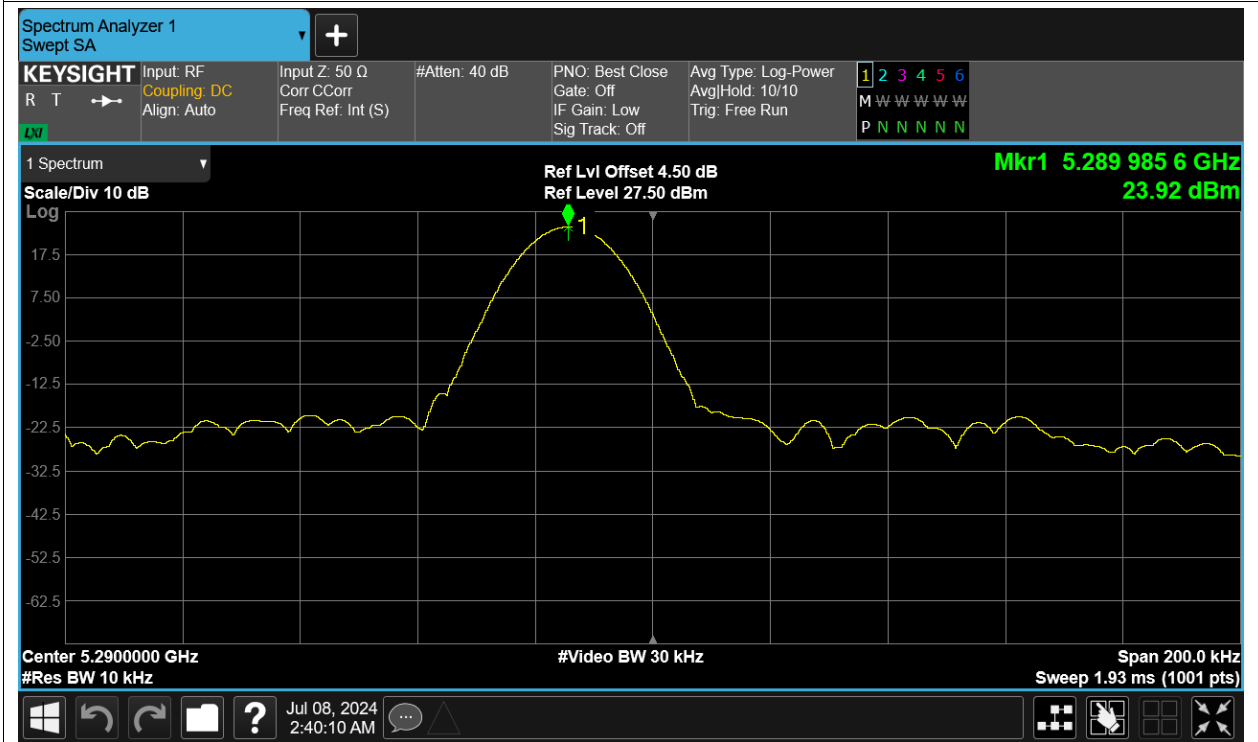 Spectrum Analyzer 1
Swept SA
+
KEYSIGHT
R T
LXI
Input: RF
Coupling: DC
Align: Auto
Input Z: 50 Ω
Corr CCorr
Freq Ref: Int (S)
#Atten: 40 dB
PNO: Best Close
Gate: Off
IF Gain: Low
Sig Track: Off
Avg Type: Log-Power
Avg|Hold: 10/10
Trig: Free Run
1 2 3 4 5 6
M W W W W W
P N N N N N
1 Spectrum
Scale/Div 10 dB
Log
Ref Lvl Offset 4.50 dB
Ref Level 27.50 dBm
Mkr1 5.289 985 6 GHz
23.92 dBm
1
17.5
7.50
-2.50
-12.5
-22.5
-32.5
-42.5
-52.5
-62.5
Center 5.2900000 GHz
#Res BW 10 kHz
#Video BW 30 kHz
Span 200.0 kHz
Sweep 1.93 ms (1001 pts)
?
Jul 08, 2024
2:40:10 AM